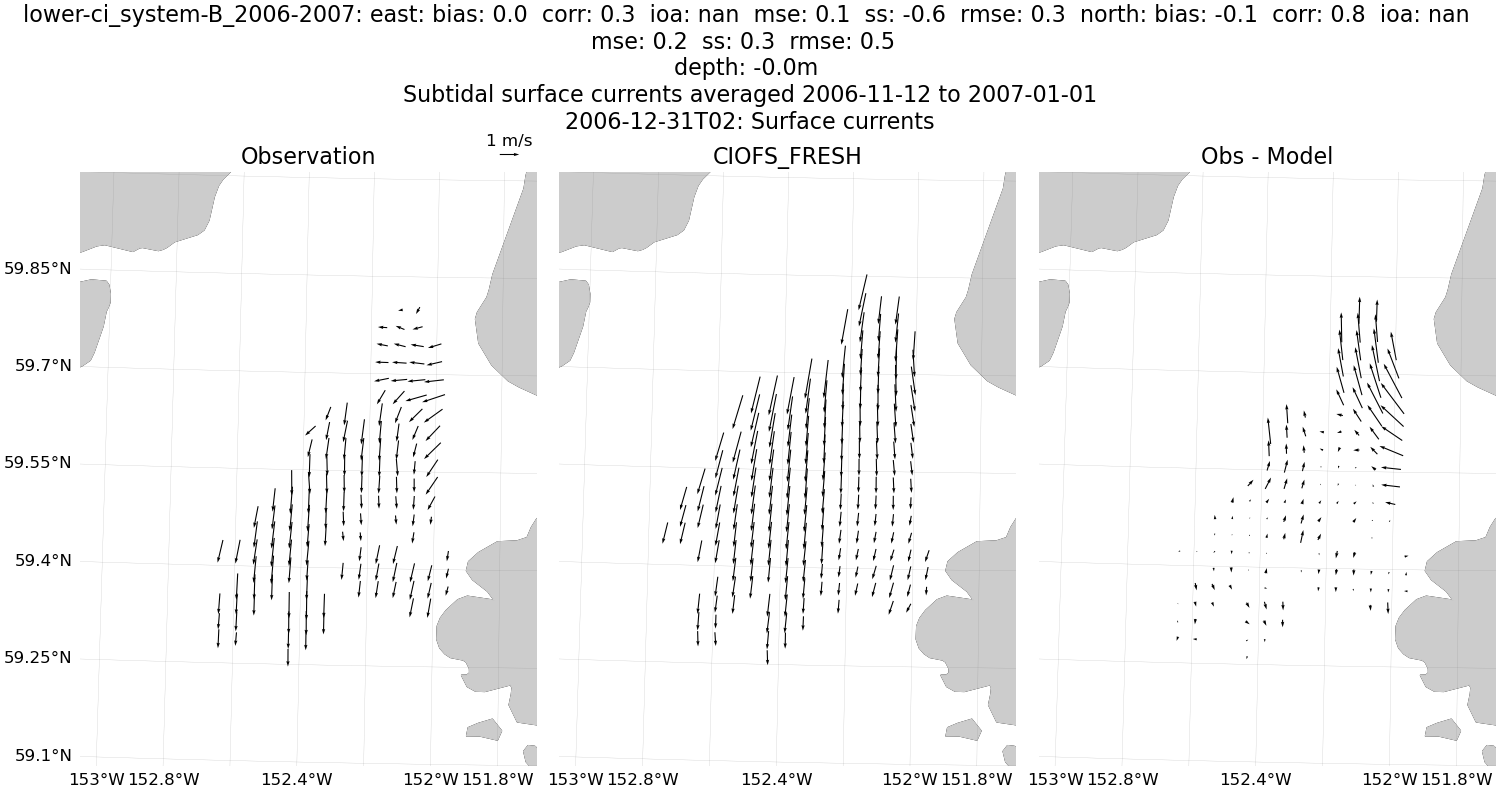 lower-ci_system-B_2006-2007: east: bias: 0.0  corr: 0.3  ioa: nan  mse: 0.1  ss: -0.6  rmse: 0.3  north: bias: -0.1  corr: 0.8  ioa: nan
mse: 0.2  ss: 0.3  rmse: 0.5
depth: -0.0m
Subtidal surface currents averaged 2006-11-12 to 2007-01-01
2006-12-31T02: Surface currents
1 m/s
Observation
CIOFS_FRESH
Obs - Model
59.85°N
59.7°N
59.55°N
59.4°N
59.25°N
59.1°N
153°W 152.8°W 152.4°W 152°W 151.8°W
153°W 152.8°W 152.4°W 152°W 151.8°W
153°W 152.8°W 152.4°W 152°W 151.8°W